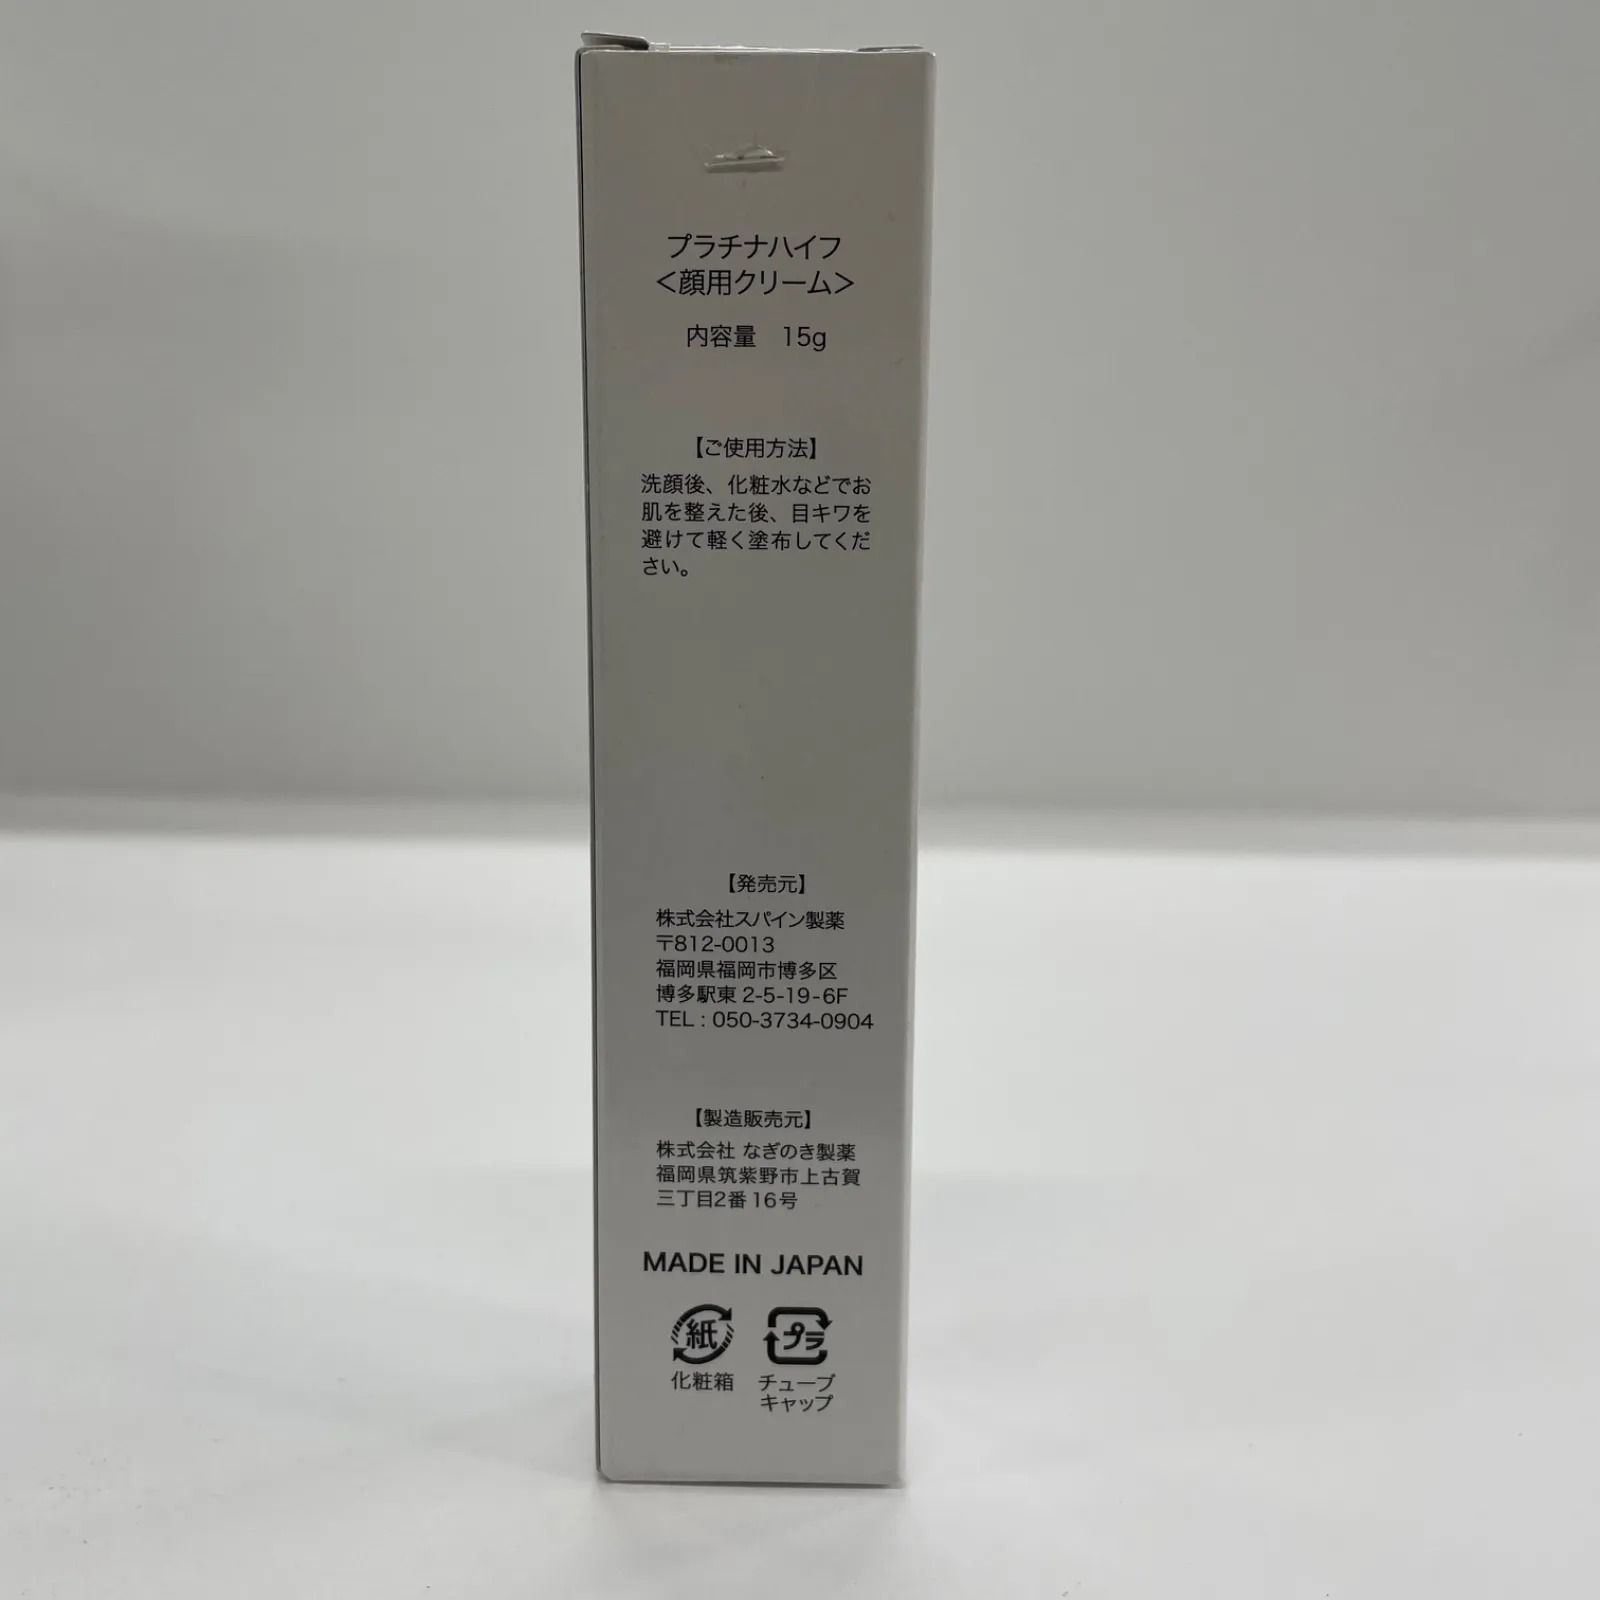 プラチナハイフ
<顔用クリーム>
内容量　15g
【ご使用方法】
洗顔後、化粧水などでお
肌を整えた後、目キワを
避けて軽く塗布してくだ
さい。
【発売元】
株式会社スパイン製薬
〒812-0013
福岡県福岡市博多区
博多駅東 2-5-19-6F
TEL : 050-3734-0904
【製造販売元】
株式会社 なぎのき製薬
福岡県筑紫野市上古賀
三丁目2番16号
MADE IN JAPAN
紙 プラ
化粧箱 チューブ
キャップ